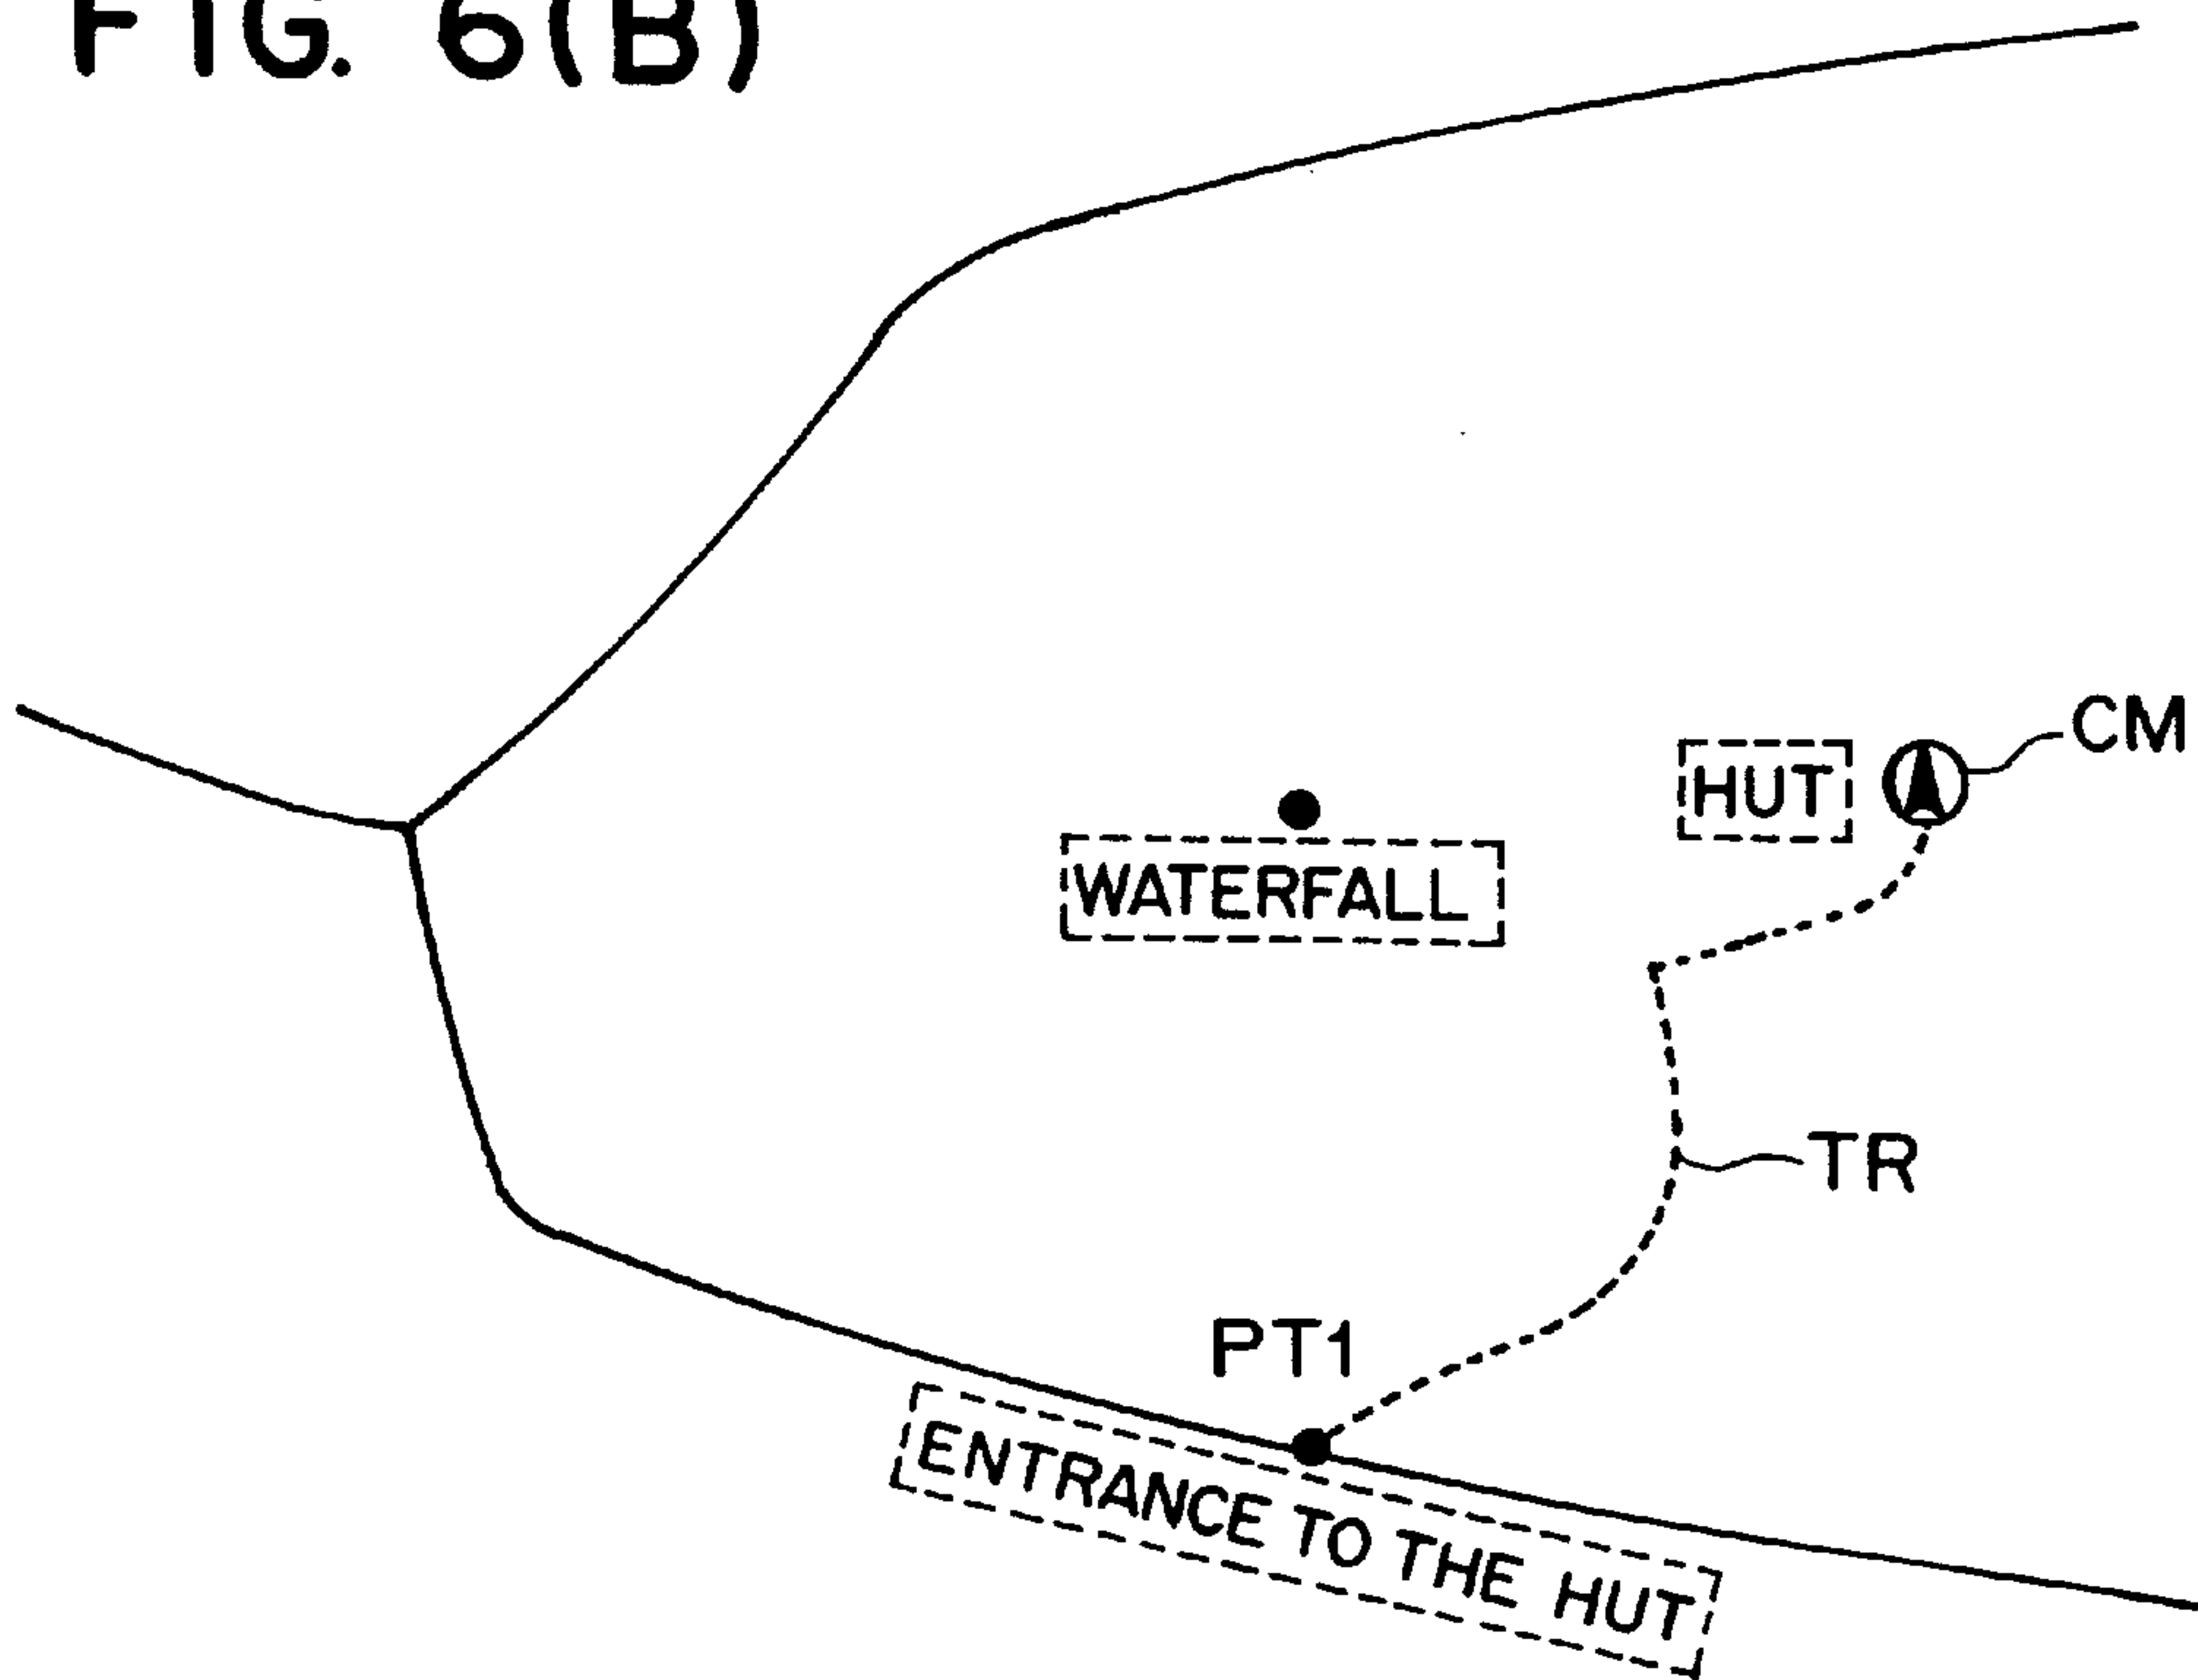 FIG. 6(B)
CM
HUT
WATERFALL
TR
PT1
ENTRANCE TO THE HUT